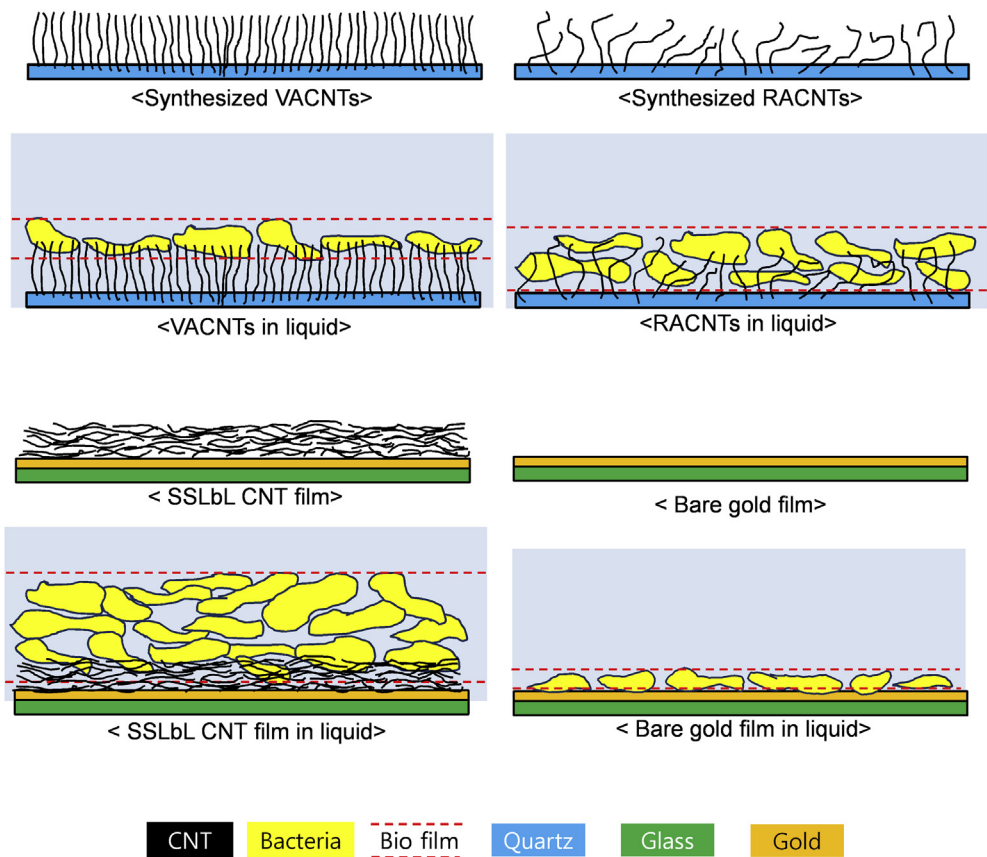 <Synthesized VACNTs>
<Synthesized RACNTs>
<VACNTs in liquid>
<RACNTs in liquid>
< SSLbL CNT film>
< Bare gold film>
< SSLbL CNT film in liquid>
< Bare gold film in liquid>
CNT Bacteria Bio film Quartz Glass Gold